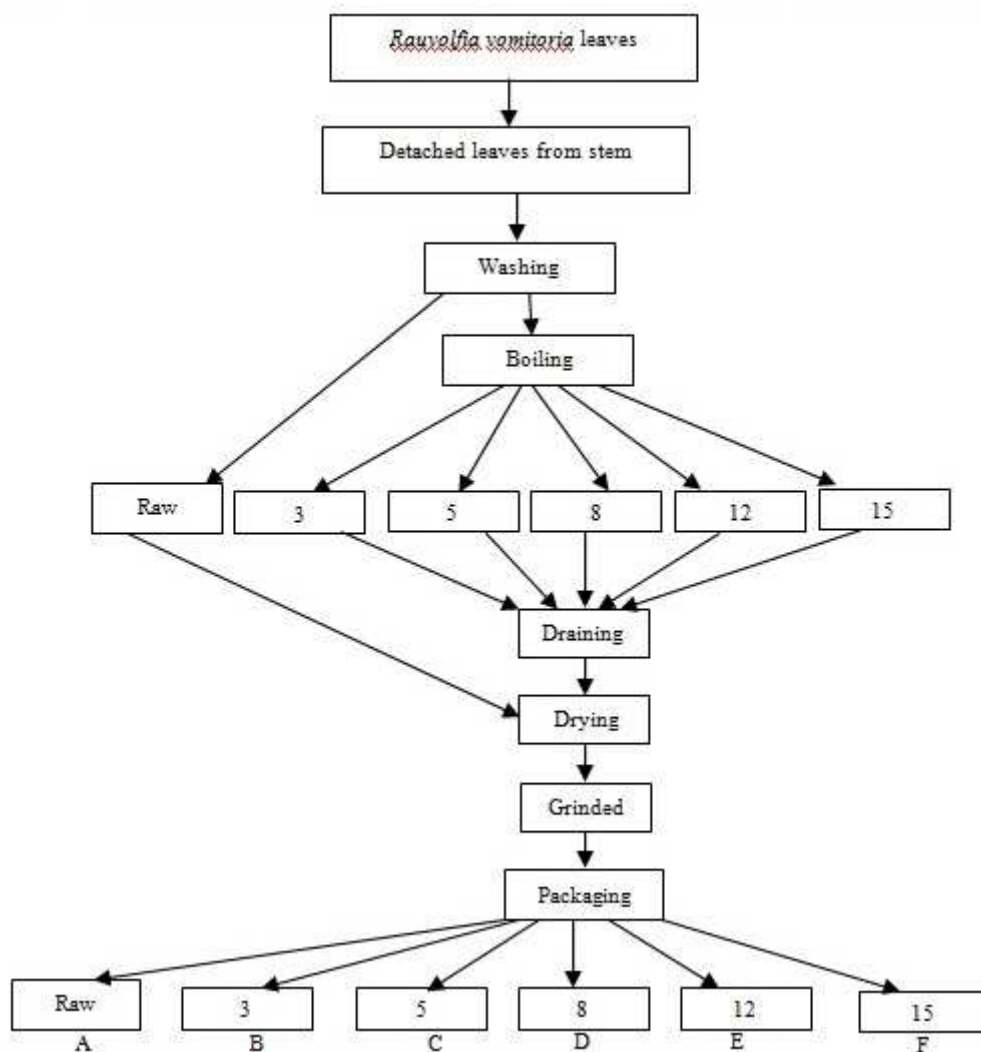 Rauvolfia vomitoria leaves
Detached leaves from stem
Washing
Boiling
Raw 3 5 8 12 15
Draining
Drying
Grinded
Packaging
Raw 3 5 8 12 15
A B C D E F